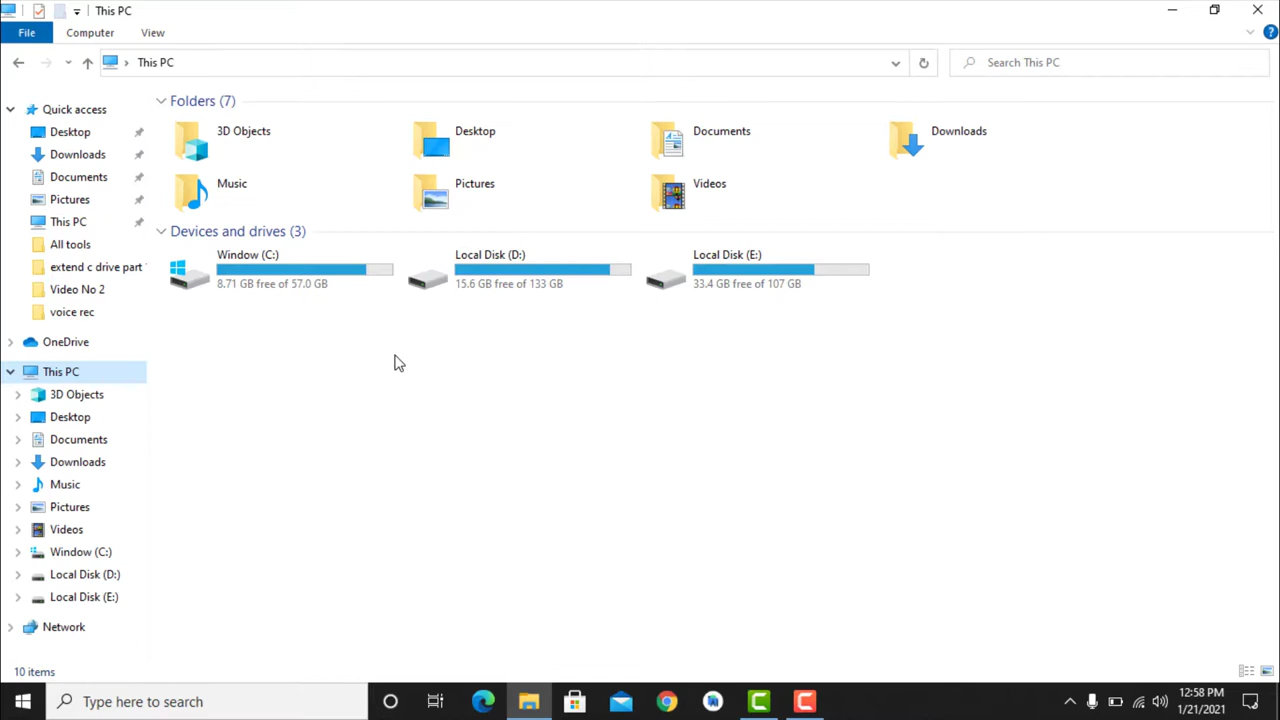 This PC
File Computer View
This PC Search This PC
Quick access
Desktop
Downloads
Documents
Pictures
This PC
All tools
extend c drive part
Video No 2
voice rec
OneDrive
This PC
3D Objects
Desktop
Documents
Downloads
Music
Pictures
Videos
Window (C:)
Local Disk (D:)
Local Disk (E:)
Network
Folders (7)
3D Objects Desktop Documents Downloads
Music Pictures Videos
Devices and drives (3)
Window (C:) Local Disk (D:) Local Disk (E:)
8.71 GB free of 57.0 GB 15.6 GB free of 133 GB 33.4 GB free of 107 GB
10 items
Type here to search
12:58 PM
1/21/2021